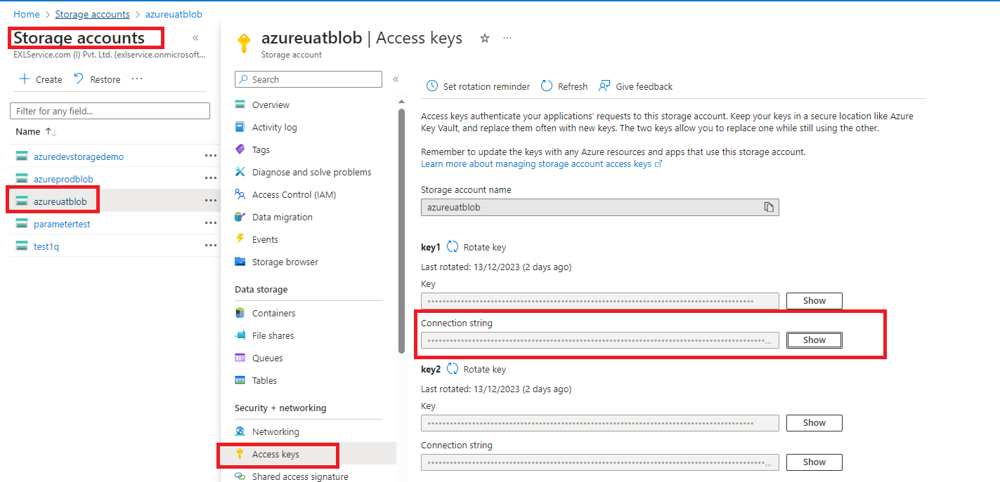 Home > Storage accounts > azureuatblob
Storage accounts «
EXLService.com (I) Pvt. Ltd. (exlservice.onmicrosoft...
Create Restore ...
Filter for any field...
Name ↑↓
azuredevstoragedemo ...
azureprodblob ...
azureuatblob ...
parametertest ...
test1q ...
azureuatblob | Access keys ☆ ...
Storage account
Search «
Overview
Activity log
Tags
Diagnose and solve problems
Access Control (IAM)
Data migration
Events
Storage browser
Data storage
Containers
File shares
Queues
Tables
Security + networking
Networking
Access keys
Shared access signature
Set rotation reminder Refresh Give feedback
Access keys authenticate your applications’ requests to this storage account. Keep your keys in a secure location like Azure
Key Vault, and replace them often with new keys. The two keys allow you to replace one while still using the other.
Remember to update the keys with any Azure resources and apps that use this storage account.
Learn more about managing storage account access keys
Storage account name
azureuatblob
key1 Rotate key
Last rotated: 13/12/2023 (2 days ago)
Key
Show
Connection string
Show
key2 Rotate key
Last rotated: 13/12/2023 (2 days ago)
Key
Show
Connection string
Show